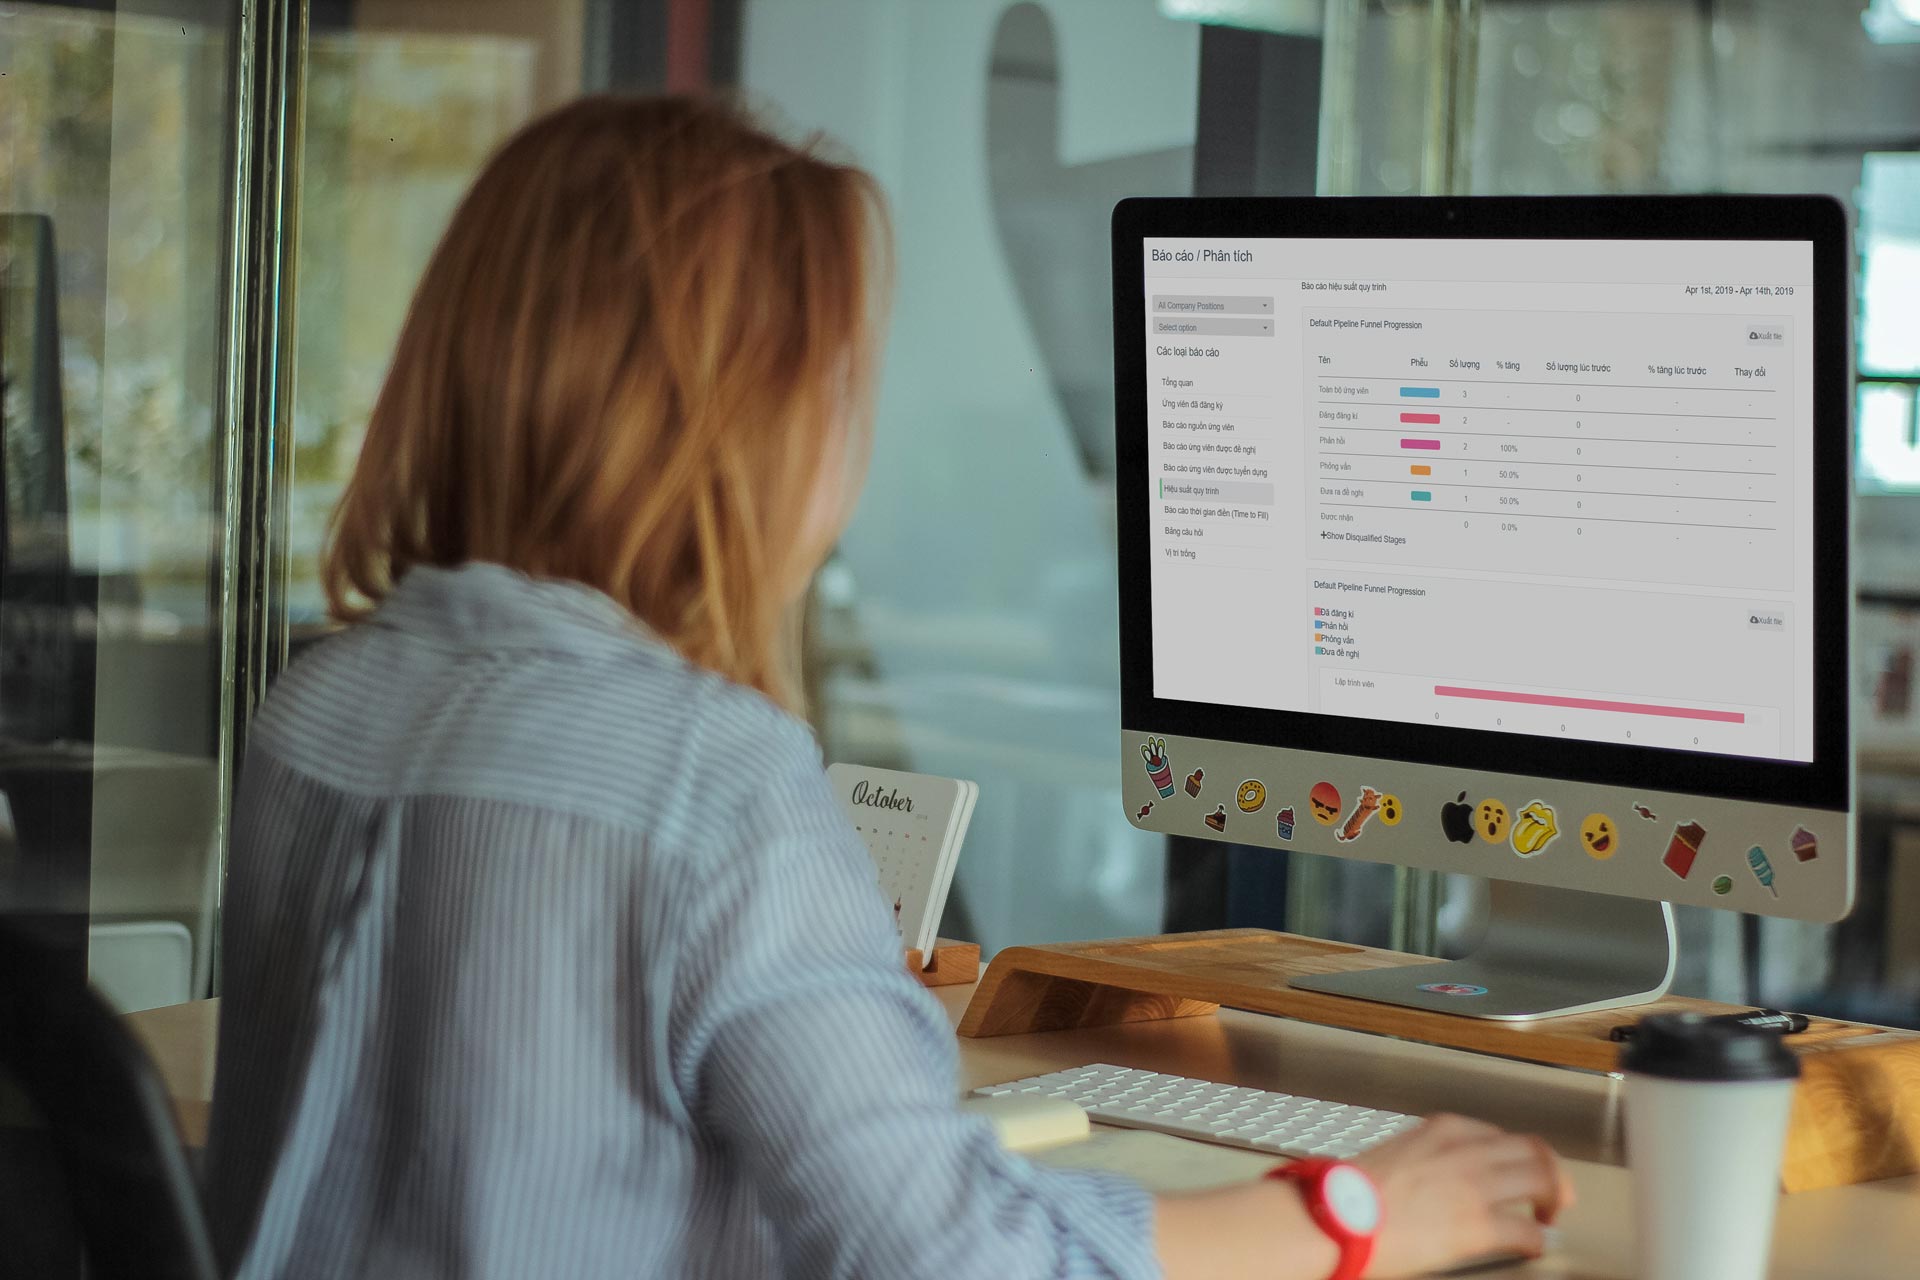 Báo cáo / Phân tích
All Company Positions
Select option
Các loại báo cáo
Tổng quan
Ứng viên đã đăng ký
Báo cáo nguồn ứng viên
Báo cáo ứng viên được đề nghị
Báo cáo ứng viên được tuyển dụng
Hiệu suất quy trình
Báo cáo thời gian điền (Time to Fill)
Bảng câu hỏi
Vị trí trống
Báo cáo hiệu suất quy trình
Apr 1st, 2019 - Apr 14th, 2019
Default Pipeline Funnel Progression
Xuất file
Tên Phễu Số lượng % tăng Số lượng lúc trước % tăng lúc trước Thay đổi
Toàn bộ ứng viên 3 - 0 - -
Đăng đăng kí 2 - 0 - -
Phản hồi 2 100% 0 - -
Phỏng vấn 1 50.0% 0 - -
Đưa ra đề nghị 1 50.0% 0 - -
Được nhận 0 0.0% 0 - -
+Show Disqualified Stages
Default Pipeline Funnel Progression
Xuất file
Đã đăng kí
Phản hồi
Phỏng vấn
Đưa đề nghị
Lập trình viên
0 0 0 0 0
October